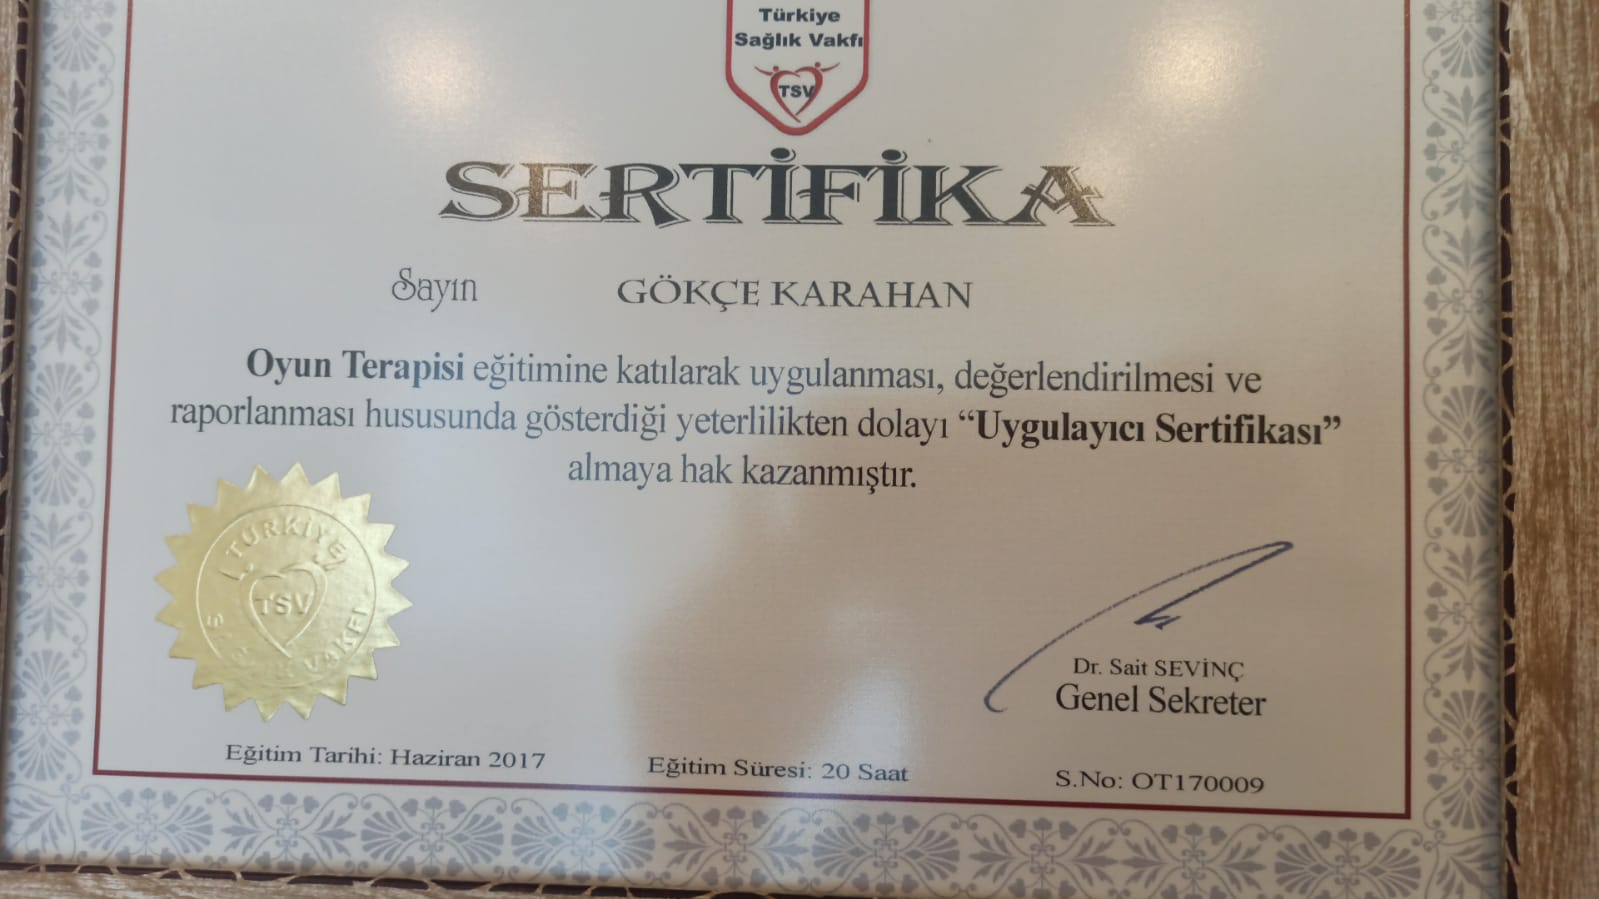 Türkiye
Sağlık Vakfı
TSV
SERTİFİKA
Sayın GÖKÇE KARAHAN
Oyun Terapisi eğitimine katılarak uygulanması, değerlendirilmesi ve
raporlanması hususunda gösterdiği yeterlilikten dolayı “Uygulayıcı Sertifikası”
almaya hak kazanmıştır.
TÜRKİYE
TSV
VAKFI
Dr. Sait SEVİNÇ
Genel Sekreter
Eğitim Tarihi: Haziran 2017 Eğitim Süresi: 20 Saat S.No: OT170009